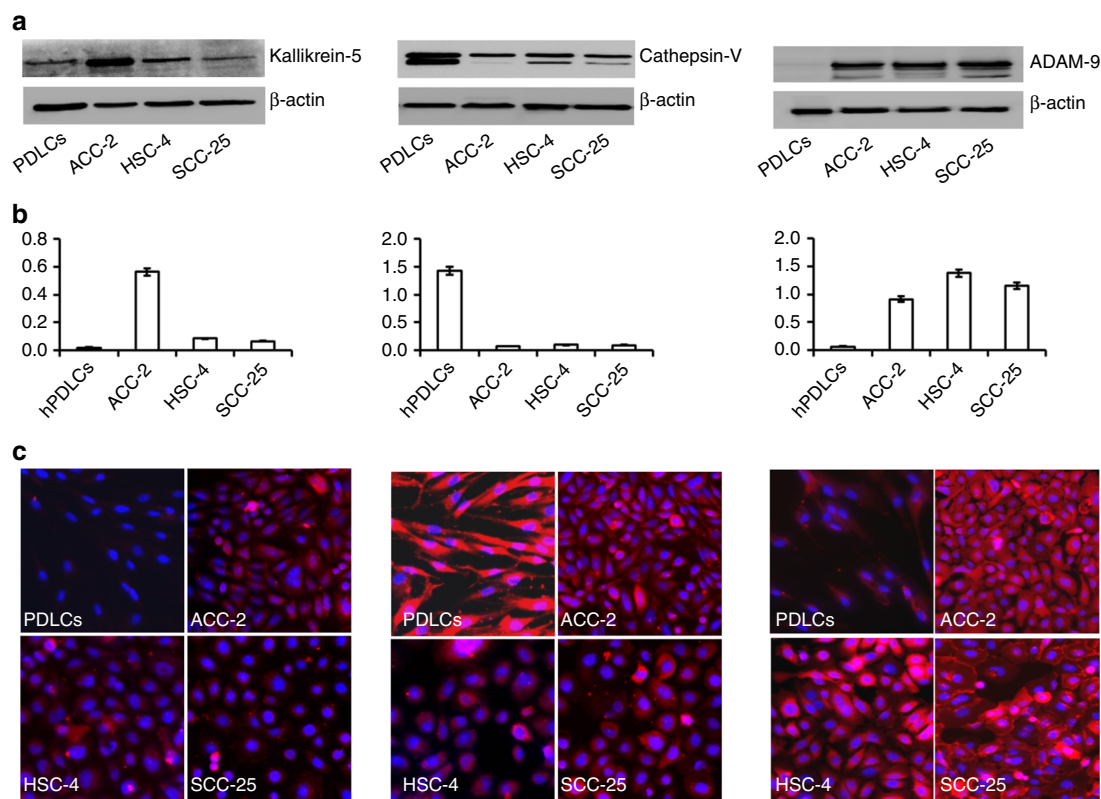 a
Kallikrein-5
β-actin
PDLCs ACC-2 HSC-4 SCC-25
Cathepsin-V
β-actin
PDLCs ACC-2 HSC-4 SCC-25
ADAM-9
β-actin
PDLCs ACC-2 HSC-4 SCC-25
b
0.8
0.6
0.4
0.2
0.0
hPDLCs ACC-2 HSC-4 SCC-25
2.0
1.5
1.0
0.5
0.0
hPDLCs ACC-2 HSC-4 SCC-25
2.0
1.5
1.0
0.5
0.0
hPDLCs ACC-2 HSC-4 SCC-25
c
PDLCs ACC-2
HSC-4 SCC-25
PDLCs ACC-2
HSC-4 SCC-25
PDLCs ACC-2
HSC-4 SCC-25